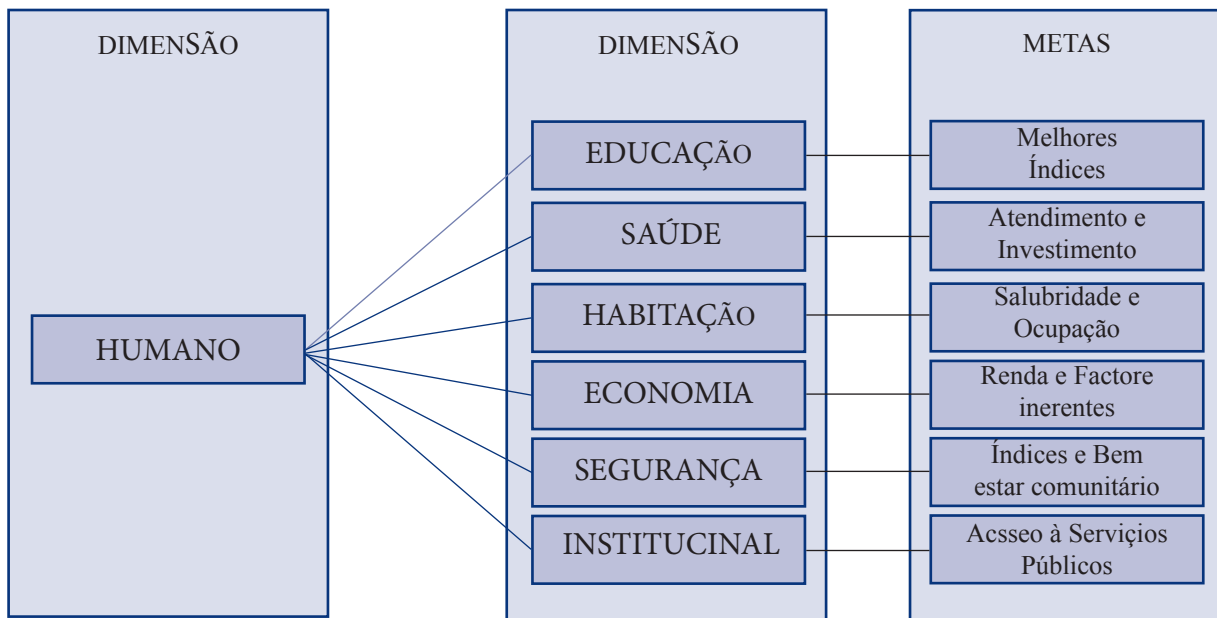 DIMENSÃO
HUMANO
DIMENSÃO
EDUCAÇÃO
SAÚDE
HABITAÇÃO
ECONOMIA
SEGURANÇA
INSTITUCINAL
METAS
Melhores
Índices
Atendimento e
Investimento
Salubridade e
Ocupação
Renda e Factore
inerentes
Índices e Bem
estar comunitário
Acsseo à Serviçios
Públicos